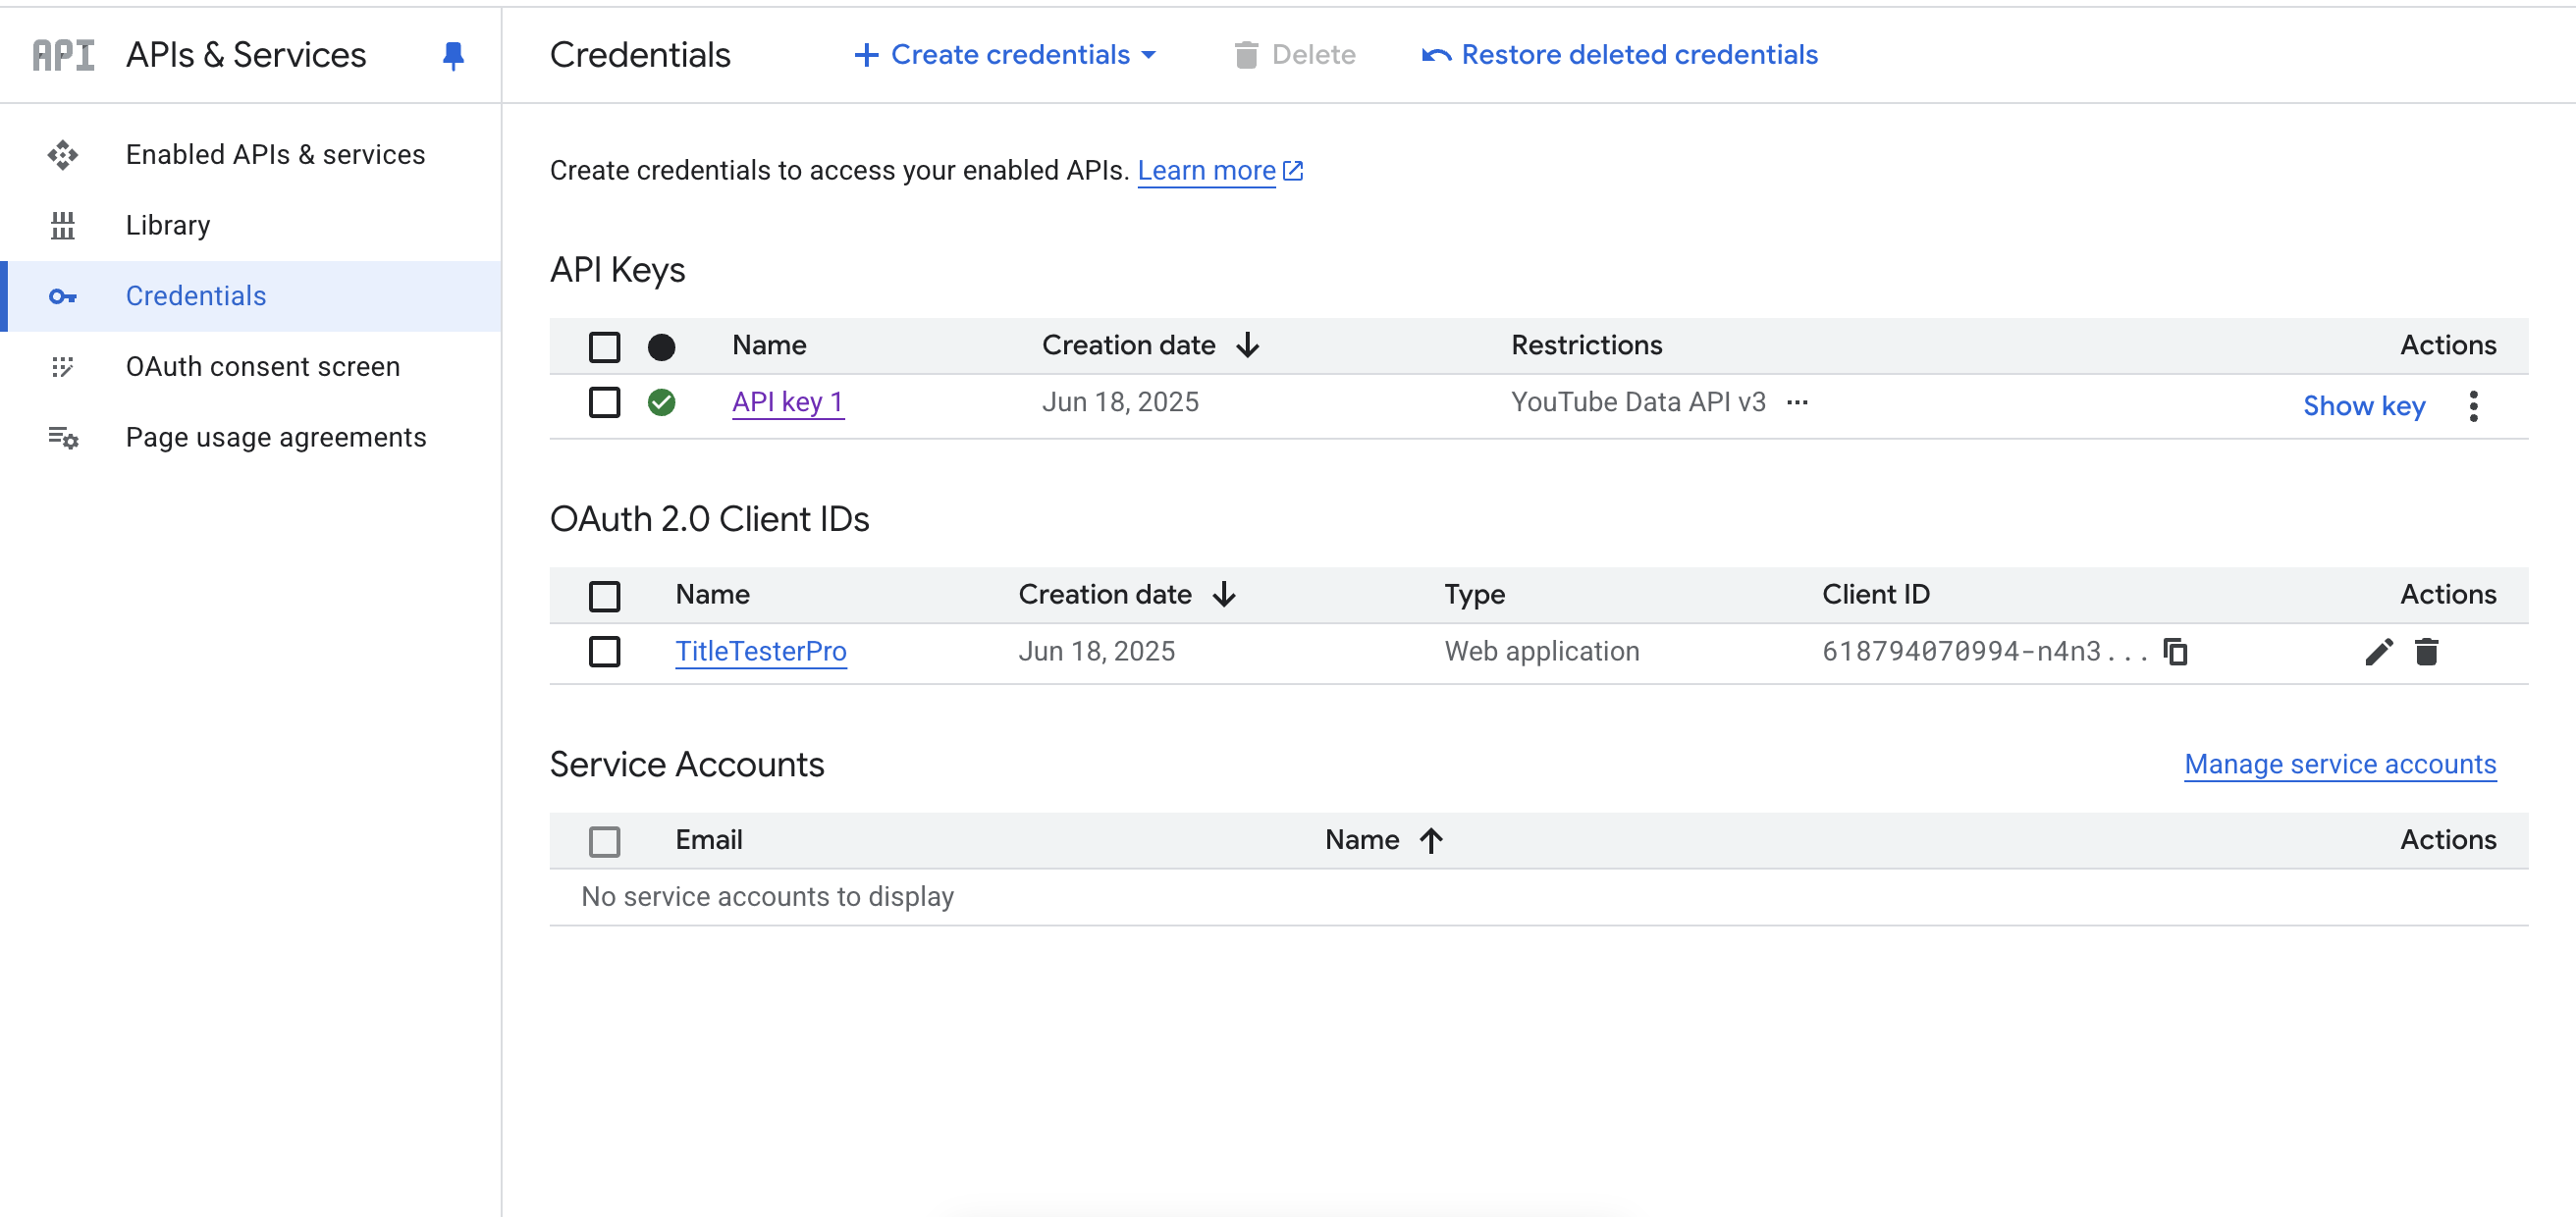 API APIs & Services
Enabled APIs & services
Library
Credentials
OAuth consent screen
Page usage agreements
Credentials Create credentials Delete Restore deleted credentials
Create credentials to access your enabled APIs. Learn more
API Keys
Name Creation date Restrictions Actions
API key 1 Jun 18, 2025 YouTube Data API v3 ... Show key
OAuth 2.0 Client IDs
Name Creation date Type Client ID Actions
TitleTesterPro Jun 18, 2025 Web application 618794070994-n4n3...
Service Accounts Manage service accounts
Email Name Actions
No service accounts to display